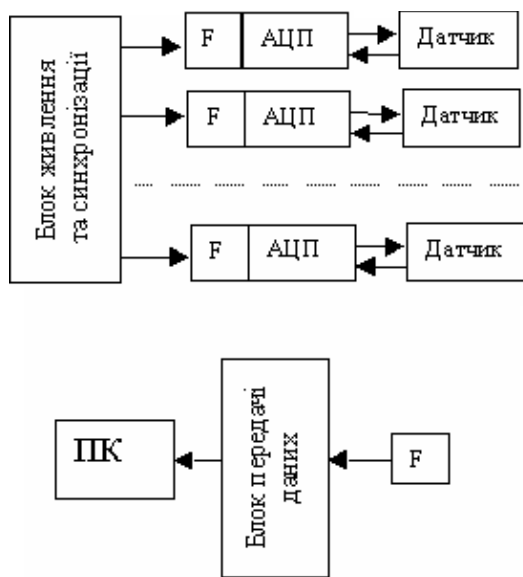 Блок живлення
та синхронізації
F АЦП Датчик
F АЦП Датчик
F АЦП Датчик
ПК
Блок передачі
даних
F